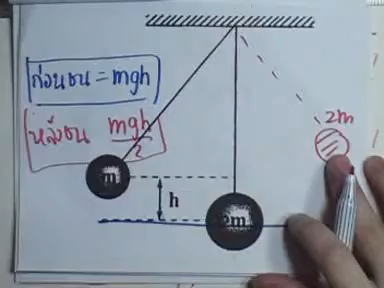 ก่อนชน = mgh
หลังชน mgh/2
2m
m
h
2m